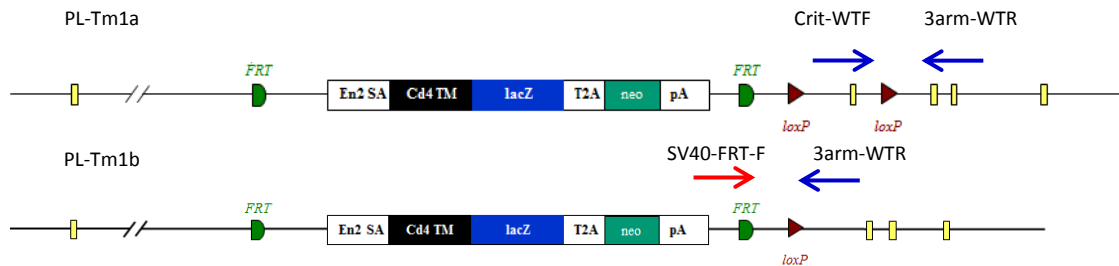 PL-Tm1a Crit-WTF 3arm-WTR
FRT FRT
En2 SA Cd4 TM lacZ T2A neo pA
loxP loxP
PL-Tm1b SV40-FRT-F 3arm-WTR
FRT FRT
En2 SA Cd4 TM lacZ T2A neo pA
loxP